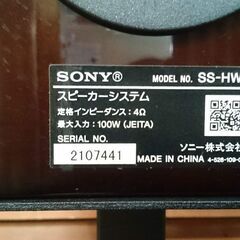 SONY® MODEL NO. SS-HW
スピーカーシステム
定格インピーダンス：4Ω
最大入力：100W (JEITA)
SERIAL NO.
2107441
ソニー株式会
MADE IN CHINA 4-526-109-0